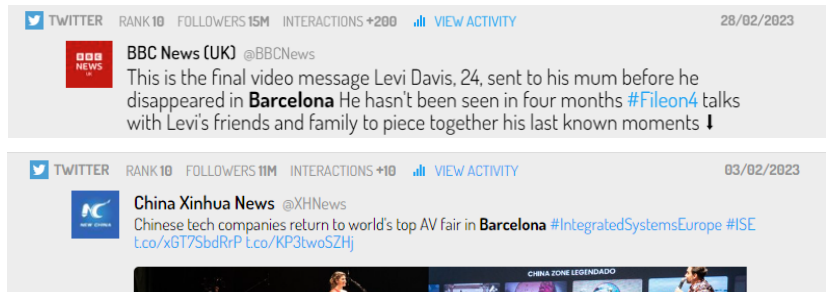 TWITTER RANK 10 FOLLOWERS 15M INTERACTIONS +200 VIEW ACTIVITY 28/02/2023
BBC NEWS UK
BBC News (UK) @BBCNews
This is the final video message Levi Davis, 24, sent to his mum before he
disappeared in Barcelona He hasn't been seen in four months #Fileon4 talks
with Levi's friends and family to piece together his last known moments ⬇
TWITTER RANK 10 FOLLOWERS 11M INTERACTIONS +10 VIEW ACTIVITY 03/02/2023
NEW CHINA
China Xinhua News @XHNews
Chinese tech companies return to world's top AV fair in Barcelona #IntegratedSystemsEurope #ISE
t.co/xGT7SbdRrP t.co/KP3twoSZHj
CHINA ZONE LEGENDADO